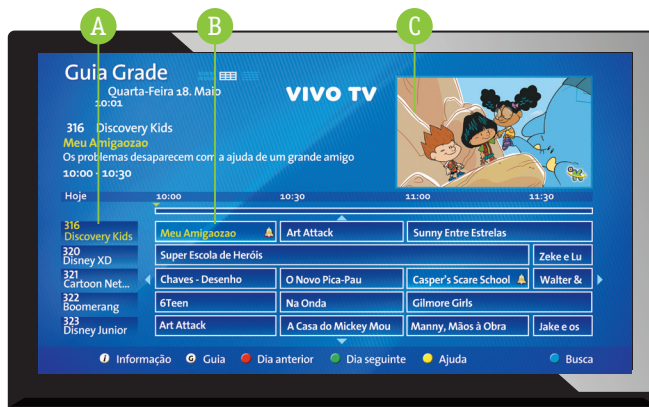 A B C
Guia Grade
VIVO TV
Quarta-Feira 18. Maio
10:01
316 Discovery Kids
Meu Amigaozao
Os problemas desaparecem com a ajuda de um grande amigo
10:00 - 10:30
Hoje 10:00 10:30 11:00 11:30
316
Discovery Kids Meu Amigaozao Art Attack Sunny Entre Estrelas
320
Disney XD Super Escola de Heróis Zeke e Lu
321
Cartoon Net... Chaves - Desenho O Novo Pica-Pau Casper's Scare School Walter &
322
Boomerang 6Teen Na Onda Gilmore Girls
323
Disney Junior Art Attack A Casa do Mickey Mou Manny, Mãos à Obra Jake e os
i Informação G Guia Dia anterior Dia seguinte Ajuda Busca